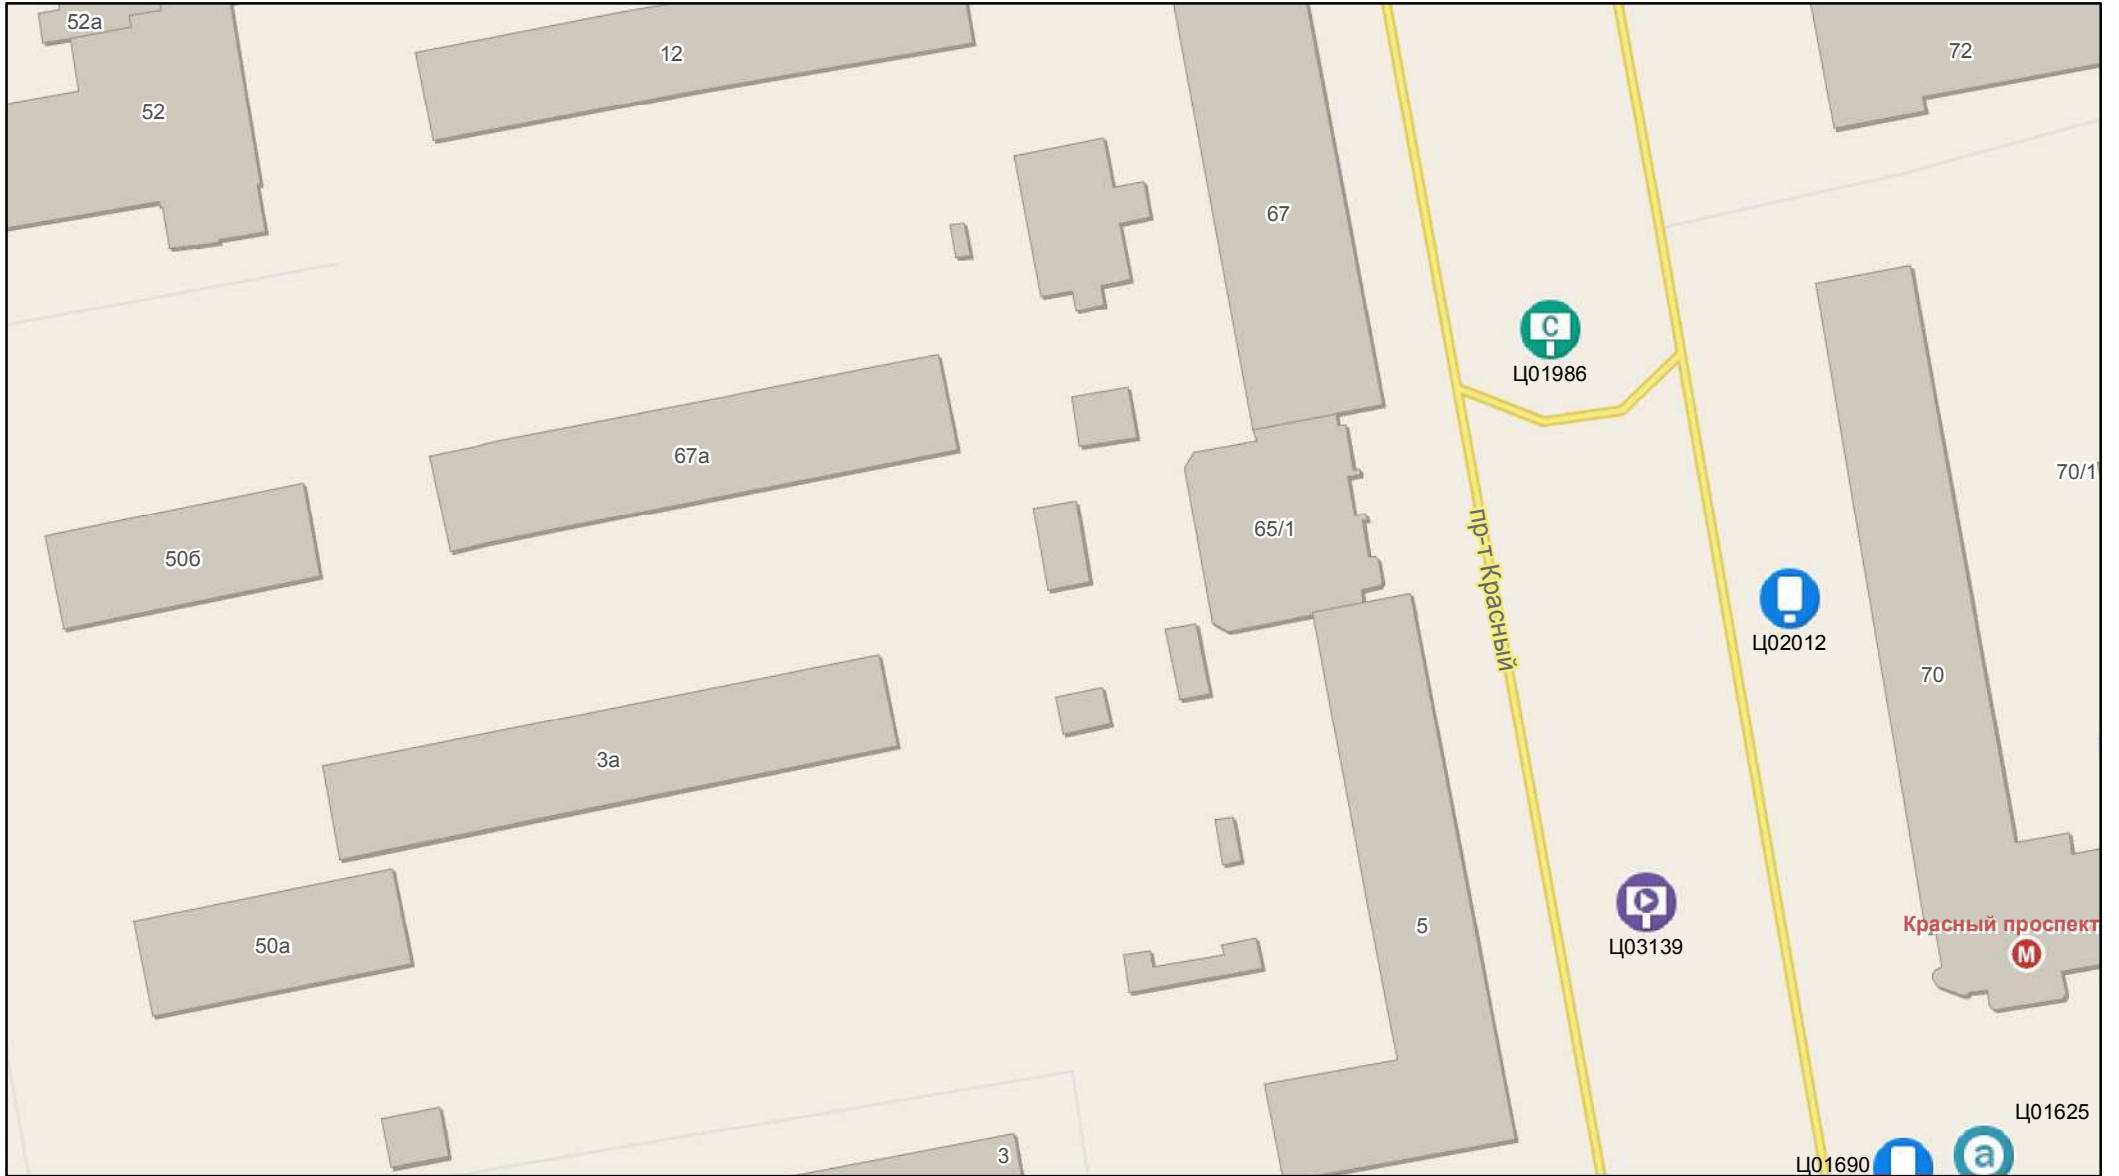 52а
12
72
52
67
С
Ц01986
67а
70/1
65/1
50б
пр-т Красный
Ц02012
70
3а
5
Красный проспект
М
Ц03139
50а
Ц01625
3
Ц01690
а